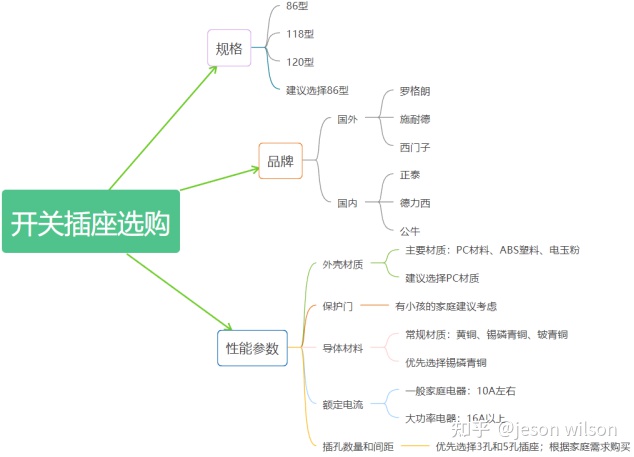 开关插座选购
规格
86型
118型
120型
建议选择86型
品牌
国外
罗格朗
施耐德
西门子
国内
正泰
德力西
公牛
性能参数
外壳材质
主要材质：PC材料、ABS塑料、电玉粉
建议选择PC材质
保护门
有小孩的家庭建议考虑
导体材料
常规材质：黄铜、锡磷青铜、铍青铜
优先选择锡磷青铜
额定电流
一般家庭电器：10A左右
大功率电器：16A以上
插孔数量和间距
优先选择3孔和5孔插座；根据家庭需求购买
知乎 @jeson wilson